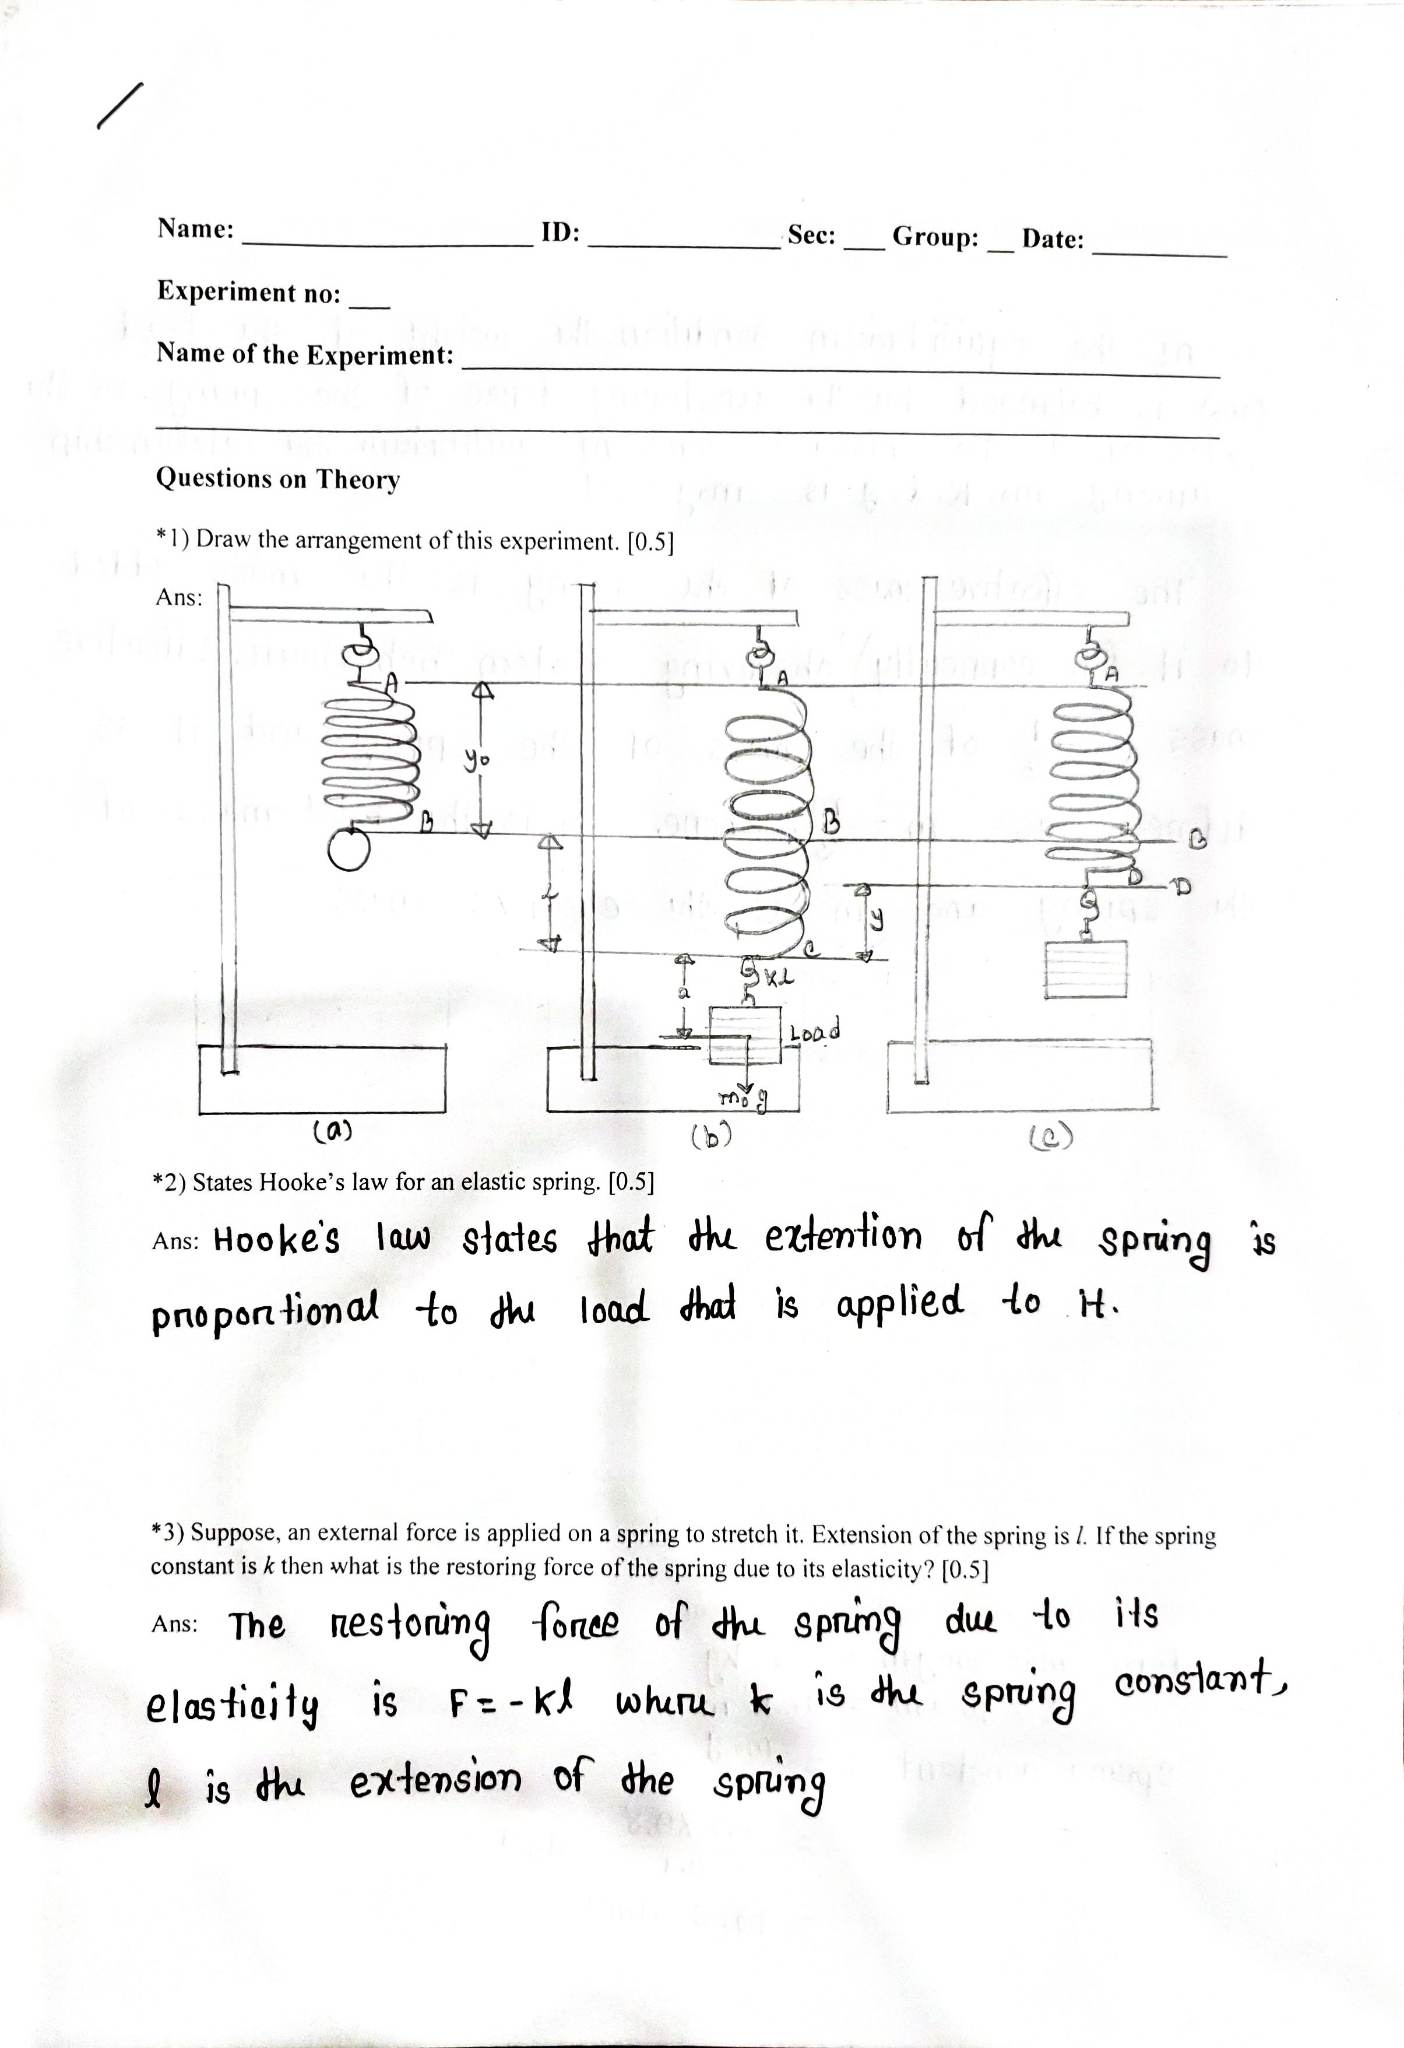 Name: ____________ ID: ____________ Sec: ___ Group: __ Date: ________
Experiment no: ___
Name of the Experiment: ____________
Questions on Theory
*1) Draw the arrangement of this experiment. [0.5]
Ans:
A A A
y₀
B B B
l D D
y
C
kl
a
Load
m₀g
(a) (b) (c)
*2) States Hooke's law for an elastic spring. [0.5]
Ans: Hooke's law states that the extention of the spring is
proportional to the load that is applied to it.
*3) Suppose, an external force is applied on a spring to stretch it. Extension of the spring is l. If the spring
constant is k then what is the restoring force of the spring due to its elasticity? [0.5]
Ans: The restoring force of the spring due to its
elasticity is F = -kl where k is the spring constant,
l is the extension of the spring